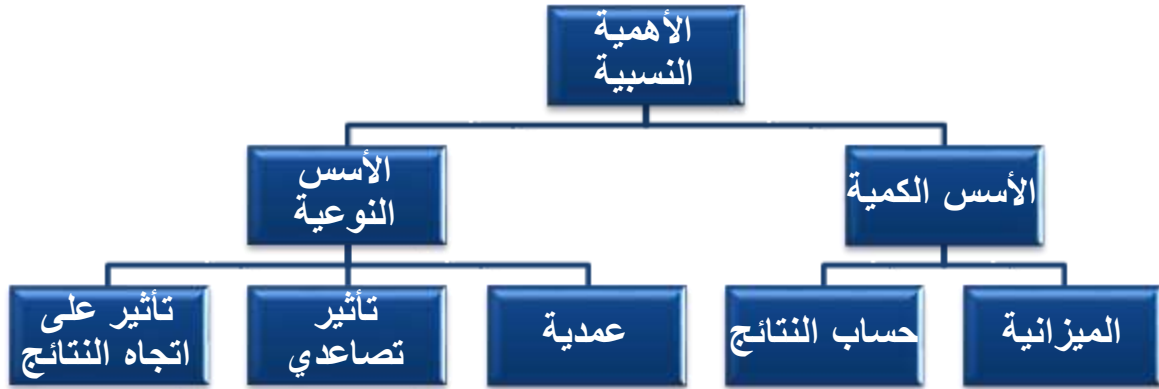 الأهمية
النسبية
الأسس الكمية
الأسس
النوعية
الميزانية
حساب النتائج
عمدية
تأثير
تصاعدي
تأثير على
اتجاه النتائج